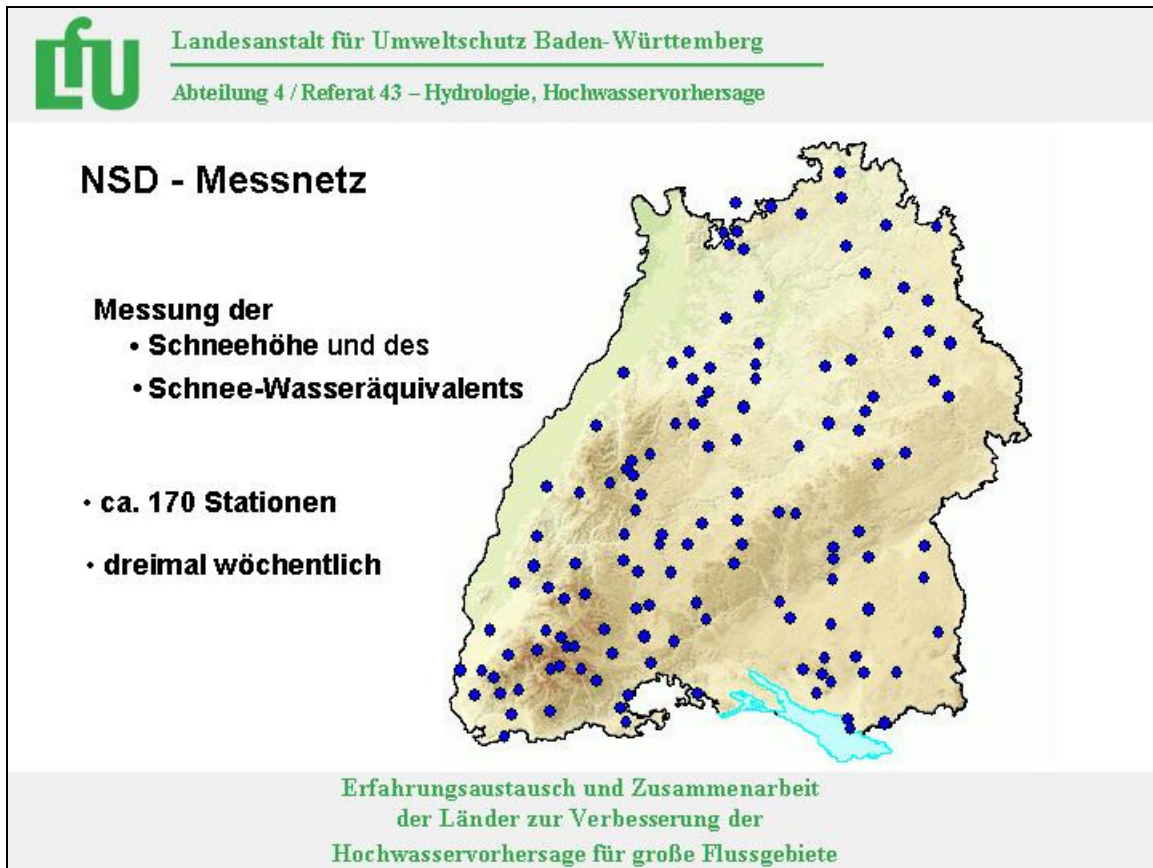 LfU
Landesanstalt für Umweltschutz Baden-Württemberg
Abteilung 4 / Referat 43 – Hydrologie, Hochwasservorhersage
NSD - Messnetz
Messung der
• Schneehöhe und des
• Schnee-Wasseräquivalents
• ca. 170 Stationen
• dreimal wöchentlich
Erfahrungsaustausch und Zusammenarbeit
der Länder zur Verbesserung der
Hochwasservorhersage für große Flussgebiete